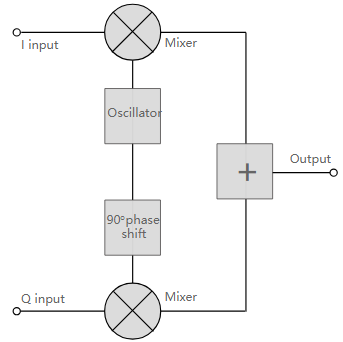 I input
Mixer
Oscillator
+
Output
90°phase
shift
Q input
Mixer